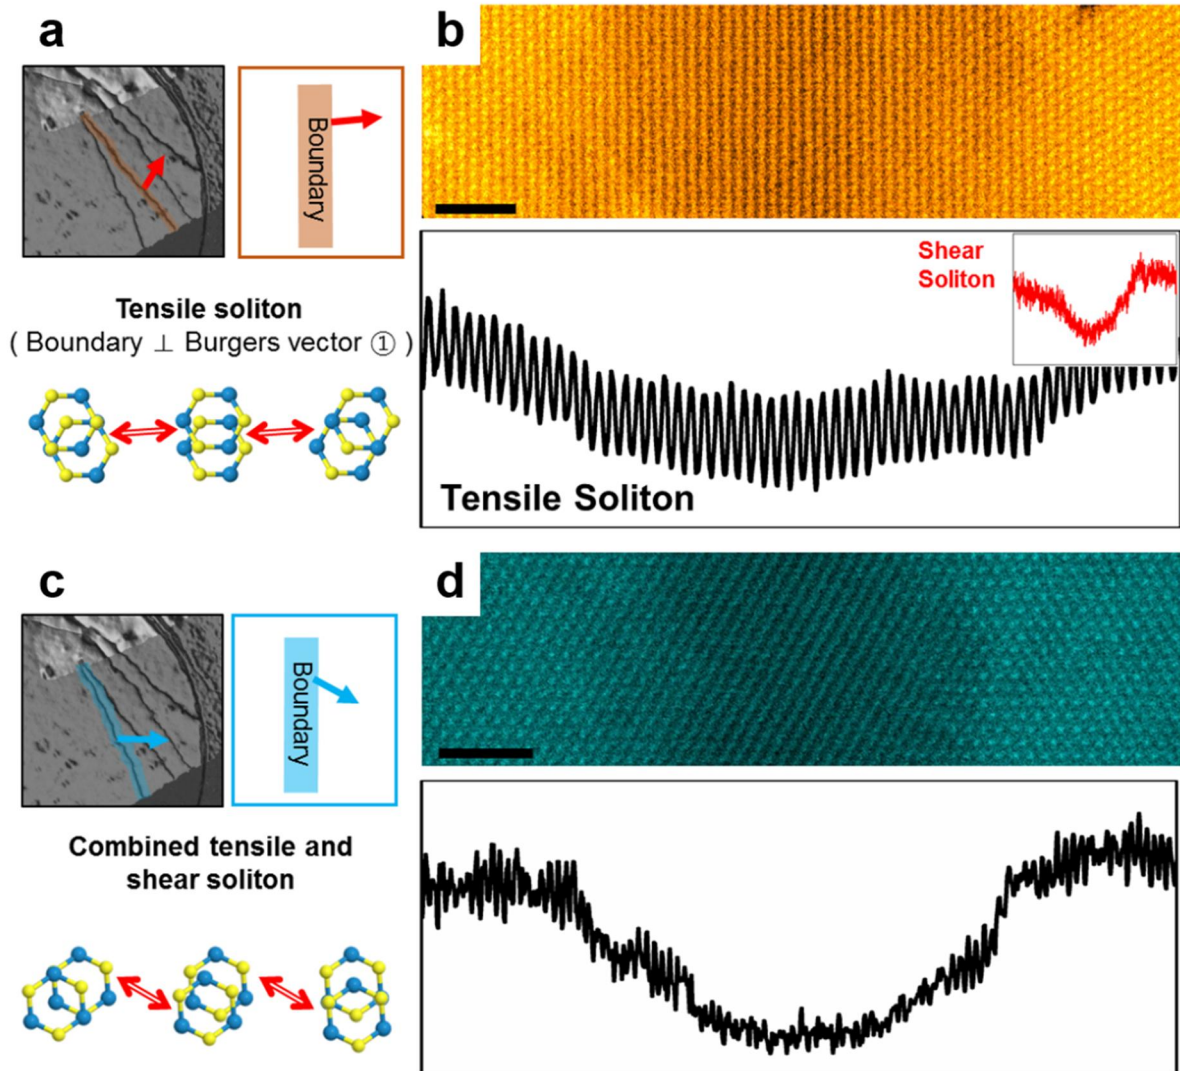 a
Boundary
Tensile soliton
( Boundary ⊥ Burgers vector ① )
b
Shear
Soliton
Tensile Soliton
c
Boundary
Combined tensile and
shear soliton
d